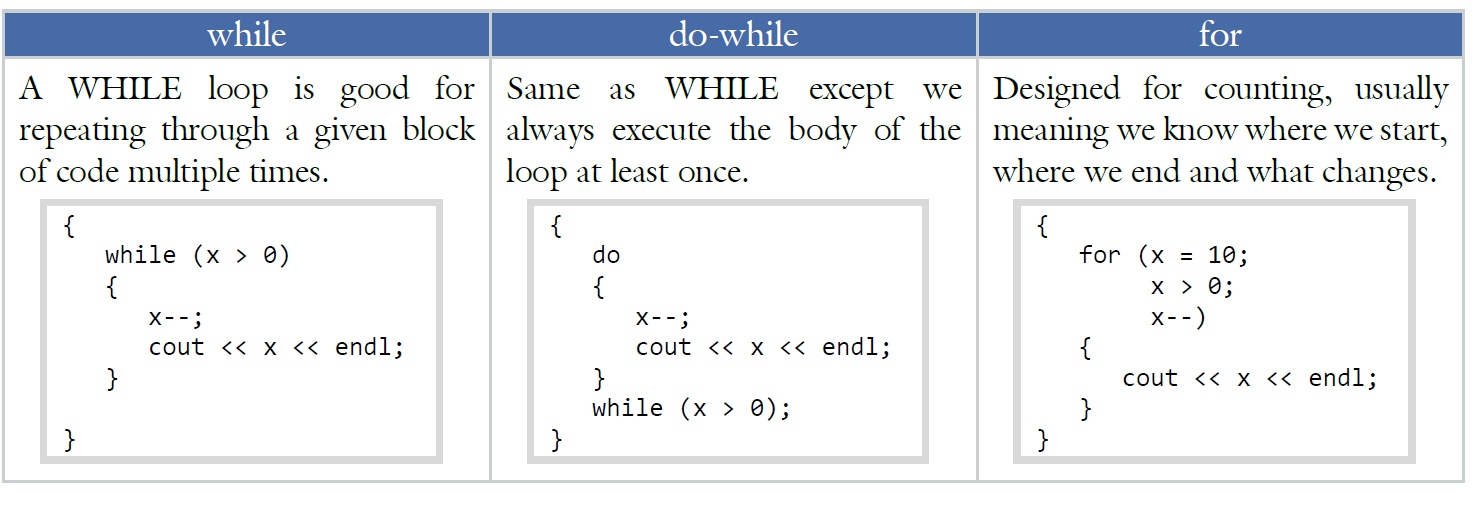 while
A WHILE loop is good for
repeating through a given block
of code multiple times.
{
while (x > 0)
{
x--;
cout << x << endl;
}
}
do-while
Same as WHILE except we
always execute the body of the
loop at least once.
{
do
{
x--;
cout << x << endl;
}
while (x > 0);
}
for
Designed for counting, usually
meaning we know where we start,
where we end and what changes.
{
for (x = 10;
x > 0;
x--)
{
cout << x << endl;
}
}